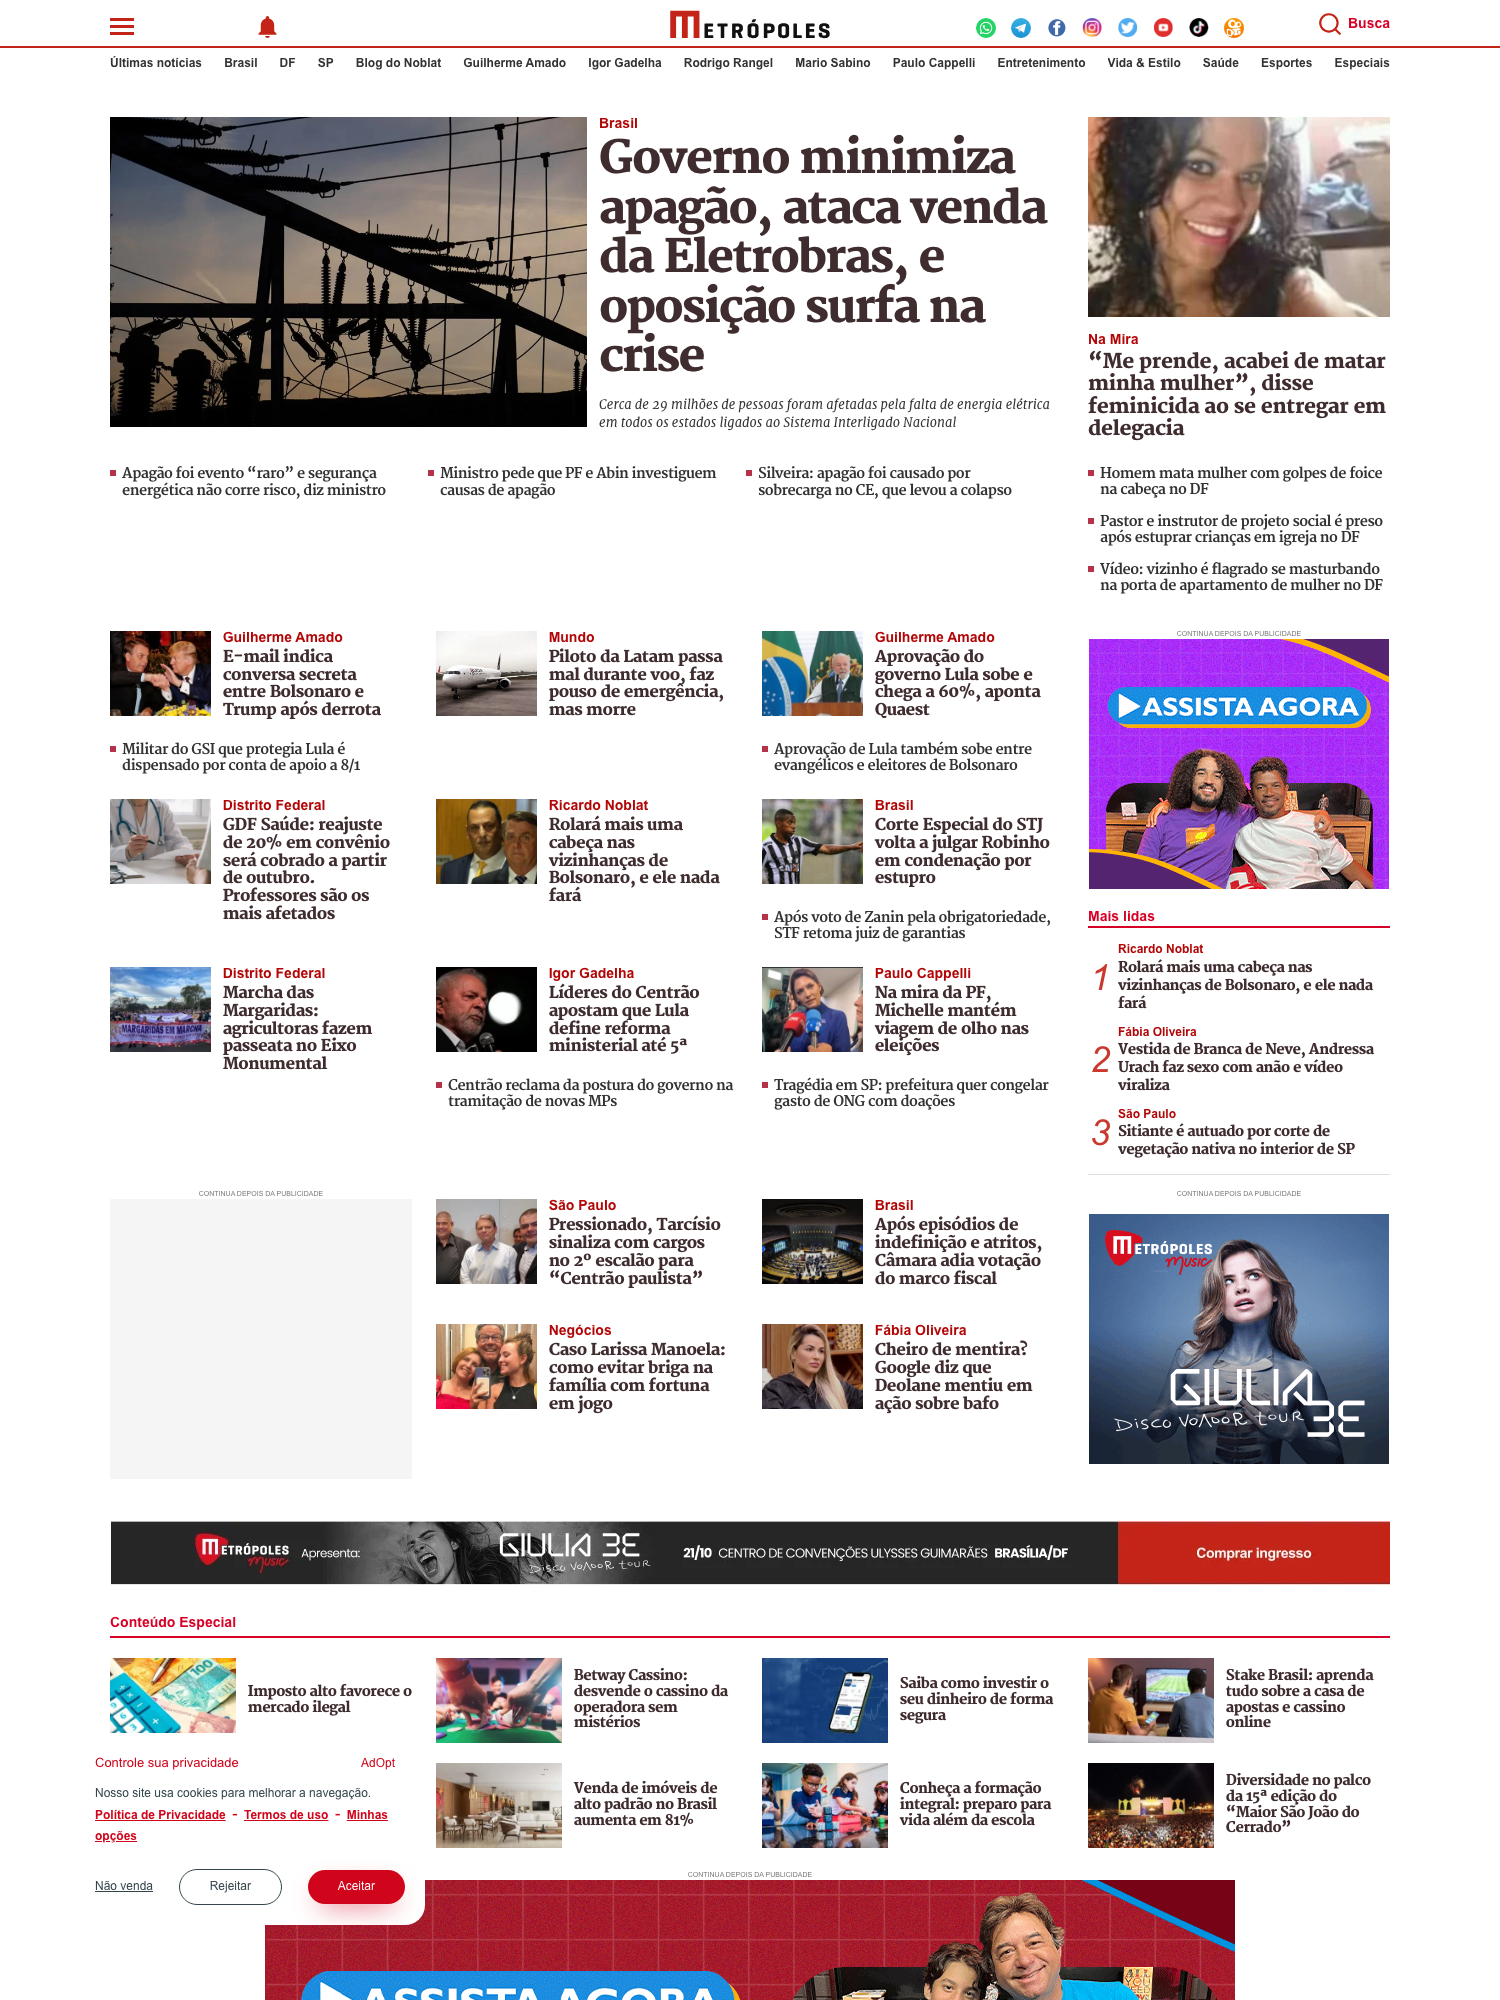 METRÓPOLES
Busca
Últimas notícias Brasil DF SP Blog do Noblat Guilherme Amado Igor Gadelha Rodrigo Rangel Mario Sabino Paulo Cappelli Entretenimento Vida & Estilo Saúde Esportes Especiais
Brasil
Governo minimiza
apagão, ataca venda
da Eletrobras, e
oposição surfa na
crise
Cerca de 29 milhões de pessoas foram afetadas pela falta de energia elétrica
em todos os estados ligados ao Sistema Interligado Nacional
Apagão foi evento “raro” e segurança
energética não corre risco, diz ministro
Ministro pede que PF e Abin investiguem
causas de apagão
Silveira: apagão foi causado por
sobrecarga no CE, que levou a colapso
Na Mira
“Me prende, acabei de matar
minha mulher”, disse
feminicida ao se entregar em
delegacia
Homem mata mulher com golpes de foice
na cabeça no DF
Pastor e instrutor de projeto social é preso
após estuprar crianças em igreja no DF
Vídeo: vizinho é flagrado se masturbando
na porta de apartamento de mulher no DF
Guilherme Amado
E-mail indica
conversa secreta
entre Bolsonaro e
Trump após derrota
Militar do GSI que protegia Lula é
dispensado por conta de apoio a 8/1
Mundo
Piloto da Latam passa
mal durante voo, faz
pouso de emergência,
mas morre
Guilherme Amado
Aprovação do
governo Lula sobe e
chega a 60%, aponta
Quaest
Aprovação de Lula também sobe entre
evangélicos e eleitores de Bolsonaro
CONTINUA DEPOIS DA PUBLICIDADE
ASSISTA AGORA
Distrito Federal
GDF Saúde: reajuste
de 20% em convênio
será cobrado a partir
de outubro.
Professores são os
mais afetados
Ricardo Noblat
Rolará mais uma
cabeça nas
vizinhanças de
Bolsonaro, e ele nada
fará
Brasil
Corte Especial do STJ
volta a julgar Robinho
em condenação por
estupro
Após voto de Zanin pela obrigatoriedade,
STF retoma juiz de garantias
Distrito Federal
Marcha das
Margaridas:
agricultoras fazem
passeata no Eixo
Monumental
MARGARIDAS EM MARCHA
Igor Gadelha
Líderes do Centrão
apostam que Lula
define reforma
ministerial até 5ª
Centrão reclama da postura do governo na
tramitação de novas MPs
Paulo Cappelli
Na mira da PF,
Michelle mantém
viagem de olho nas
eleições
Tragédia em SP: prefeitura quer congelar
gasto de ONG com doações
Mais lidas
1
Ricardo Noblat
Rolará mais uma cabeça nas
vizinhanças de Bolsonaro, e ele nada
fará
2
Fábia Oliveira
Vestida de Branca de Neve, Andressa
Urach faz sexo com anão e vídeo
viraliza
3
São Paulo
Sitiante é autuado por corte de
vegetação nativa no interior de SP
CONTINUA DEPOIS DA PUBLICIDADE
São Paulo
Pressionado, Tarcísio
sinaliza com cargos
no 2º escalão para
“Centrão paulista”
Brasil
Após episódios de
indefinição e atritos,
Câmara adia votação
do marco fiscal
Negócios
Caso Larissa Manoela:
como evitar briga na
família com fortuna
em jogo
Fábia Oliveira
Cheiro de mentira?
Google diz que
Deolane mentiu em
ação sobre bafo
CONTINUA DEPOIS DA PUBLICIDADE
METRÓPOLES
music
GIULIA BE
DISCO VOADOR TOUR
METRÓPOLES
music
Apresenta:
GIULIA BE
DISCO VOADOR TOUR
21/10 CENTRO DE CONVENÇÕES ULYSSES GUIMARÃES BRASÍLIA/DF
Comprar ingresso
Conteúdo Especial
Imposto alto favorece o
mercado ilegal
Betway Cassino:
desvende o cassino da
operadora sem
mistérios
Saiba como investir o
seu dinheiro de forma
segura
Stake Brasil: aprenda
tudo sobre a casa de
apostas e cassino
online
Venda de imóveis de
alto padrão no Brasil
aumenta em 81%
Conheça a formação
integral: preparo para
vida além da escola
Diversidade no palco
da 15ª edição do
“Maior São João do
Cerrado”
Controle sua privacidade AdOpt
Nosso site usa cookies para melhorar a navegação.
Política de Privacidade - Termos de uso - Minhas
opções
Não venda Rejeitar Aceitar
CONTINUA DEPOIS DA PUBLICIDADE
ASSISTA AGORA